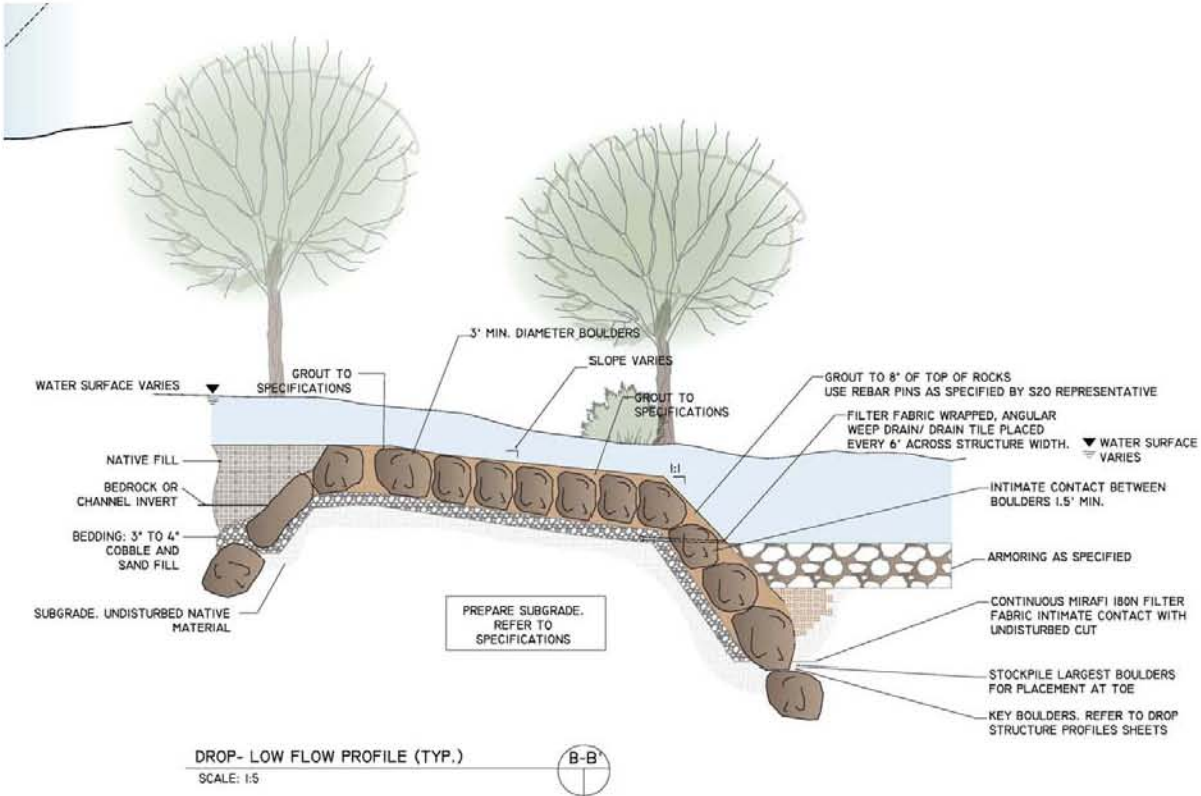 3' MIN. DIAMETER BOULDERS
SLOPE VARIES
GROUT TO
SPECIFICATIONS
WATER SURFACE VARIES
GROUT TO
SPECIFICATIONS
GROUT TO 8" OF TOP OF ROCKS
USE REBAR PINS AS SPECIFIED BY S2O REPRESENTATIVE
FILTER FABRIC WRAPPED, ANGULAR
WEEP DRAIN/ DRAIN TILE PLACED
EVERY 6' ACROSS STRUCTURE WIDTH.
WATER SURFACE
VARIES
NATIVE FILL
1:1
BEDROCK OR
CHANNEL INVERT
INTIMATE CONTACT BETWEEN
BOULDERS 1.5' MIN.
BEDDING: 3" TO 4"
COBBLE AND
SAND FILL
ARMORING AS SPECIFIED
SUBGRADE. UNDISTURBED NATIVE
MATERIAL
PREPARE SUBGRADE.
REFER TO
SPECIFICATIONS
CONTINUOUS MIRAFI 180N FILTER
FABRIC INTIMATE CONTACT WITH
UNDISTURBED CUT
STOCKPILE LARGEST BOULDERS
FOR PLACEMENT AT TOE
KEY BOULDERS. REFER TO DROP
STRUCTURE PROFILES SHEETS
DROP- LOW FLOW PROFILE (TYP.)
SCALE: 1:5
B-B'